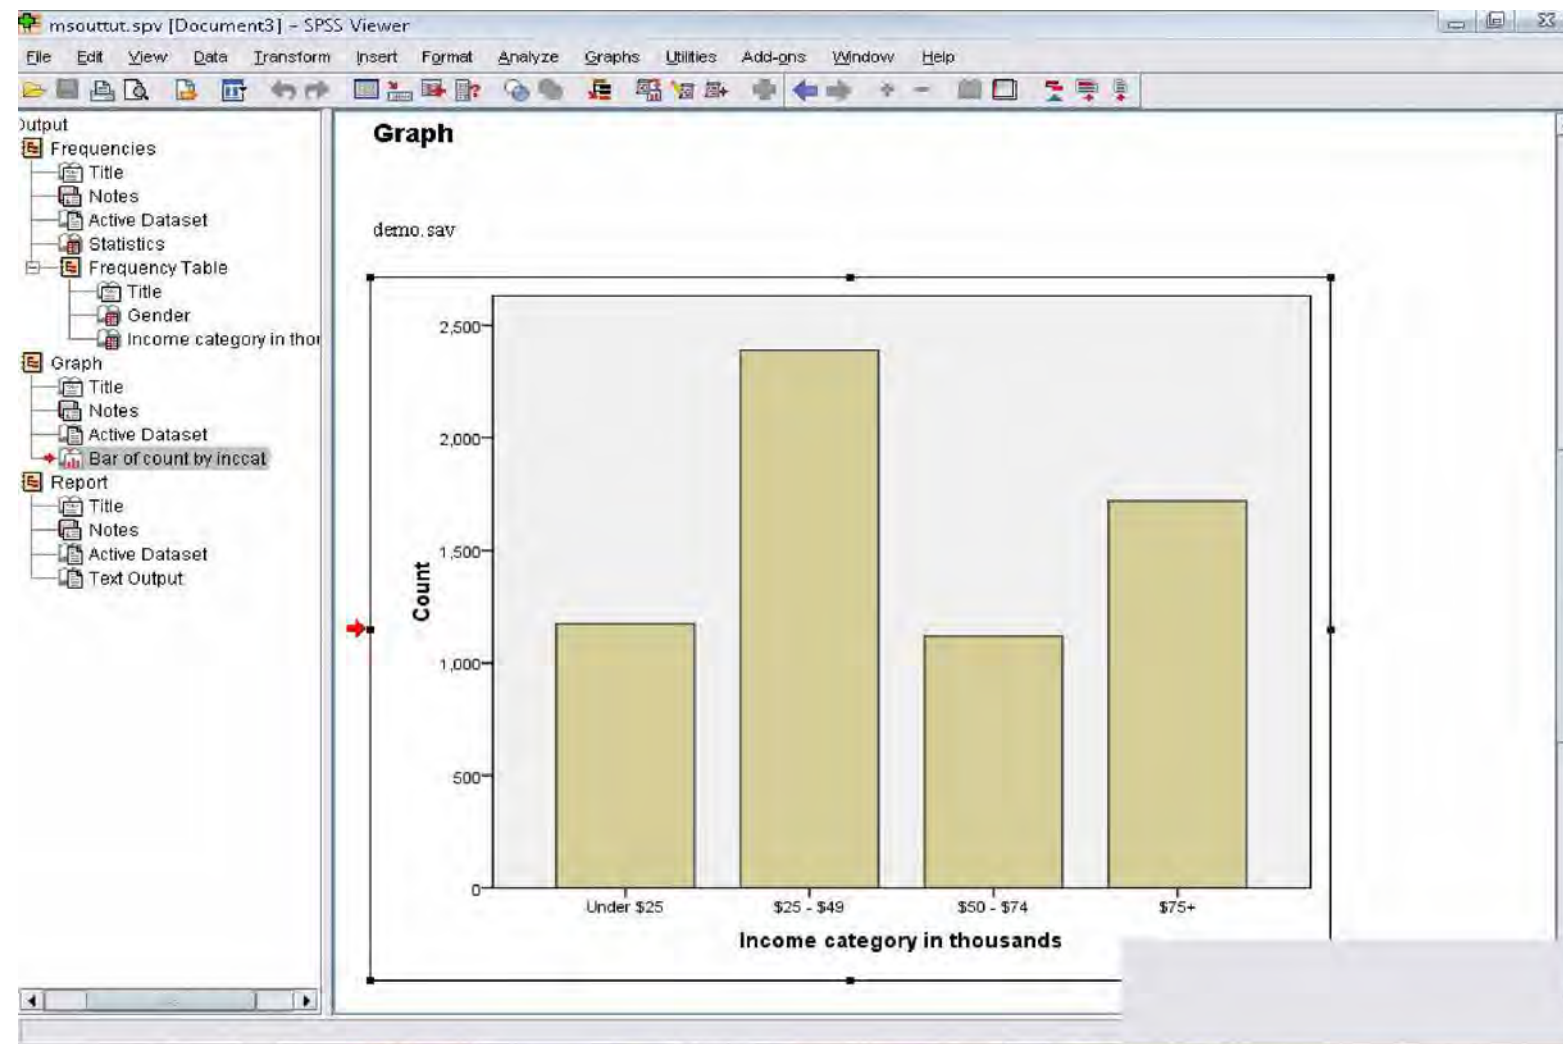 msouttut.spv [Document3] - SPSS Viewer
File Edit View Data Transform Insert Format Analyze Graphs Utilities Add-ons Window Help
Output
Frequencies
Title
Notes
Active Dataset
Statistics
Frequency Table
Title
Gender
Income category in thou
Graph
Title
Notes
Active Dataset
Bar of count by inccat
Report
Title
Notes
Active Dataset
Text Output
Graph
demo.sav
2,500
2,000
1,500
1,000
500
0
Count
Under $25 $25 - $49 $50 - $74 $75+
Income category in thousands